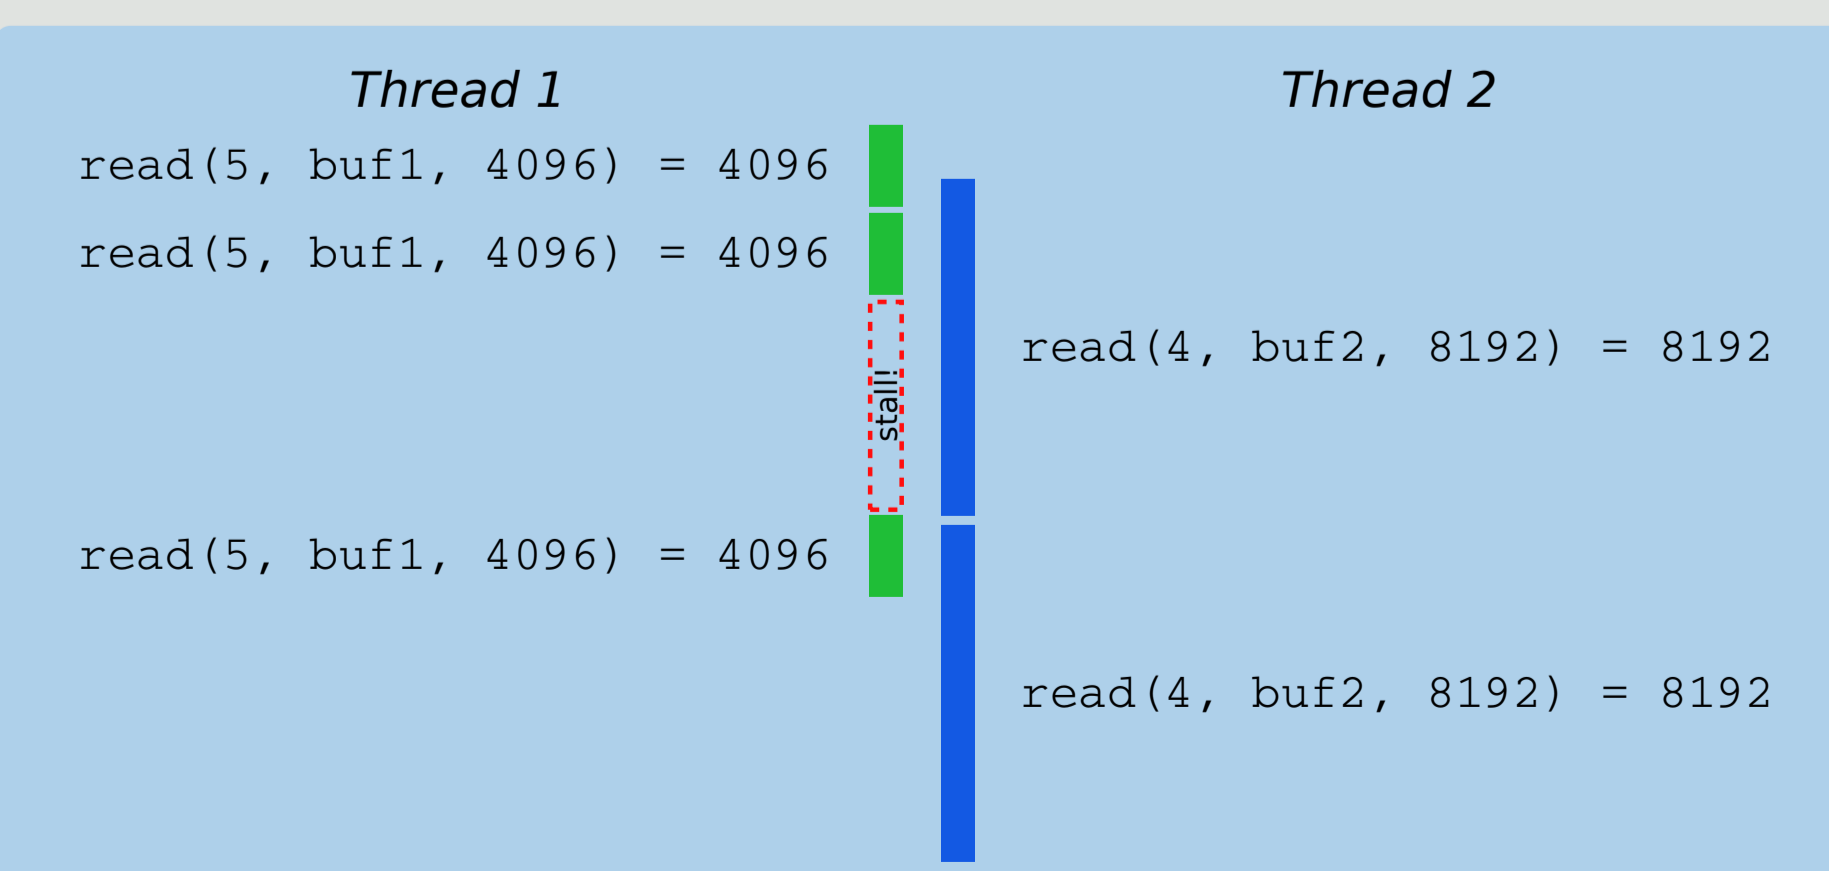 Thread 1
Thread 2
read(5, buf1, 4096) = 4096
read(5, buf1, 4096) = 4096
stall!
read(4, buf2, 8192) = 8192
read(5, buf1, 4096) = 4096
read(4, buf2, 8192) = 8192